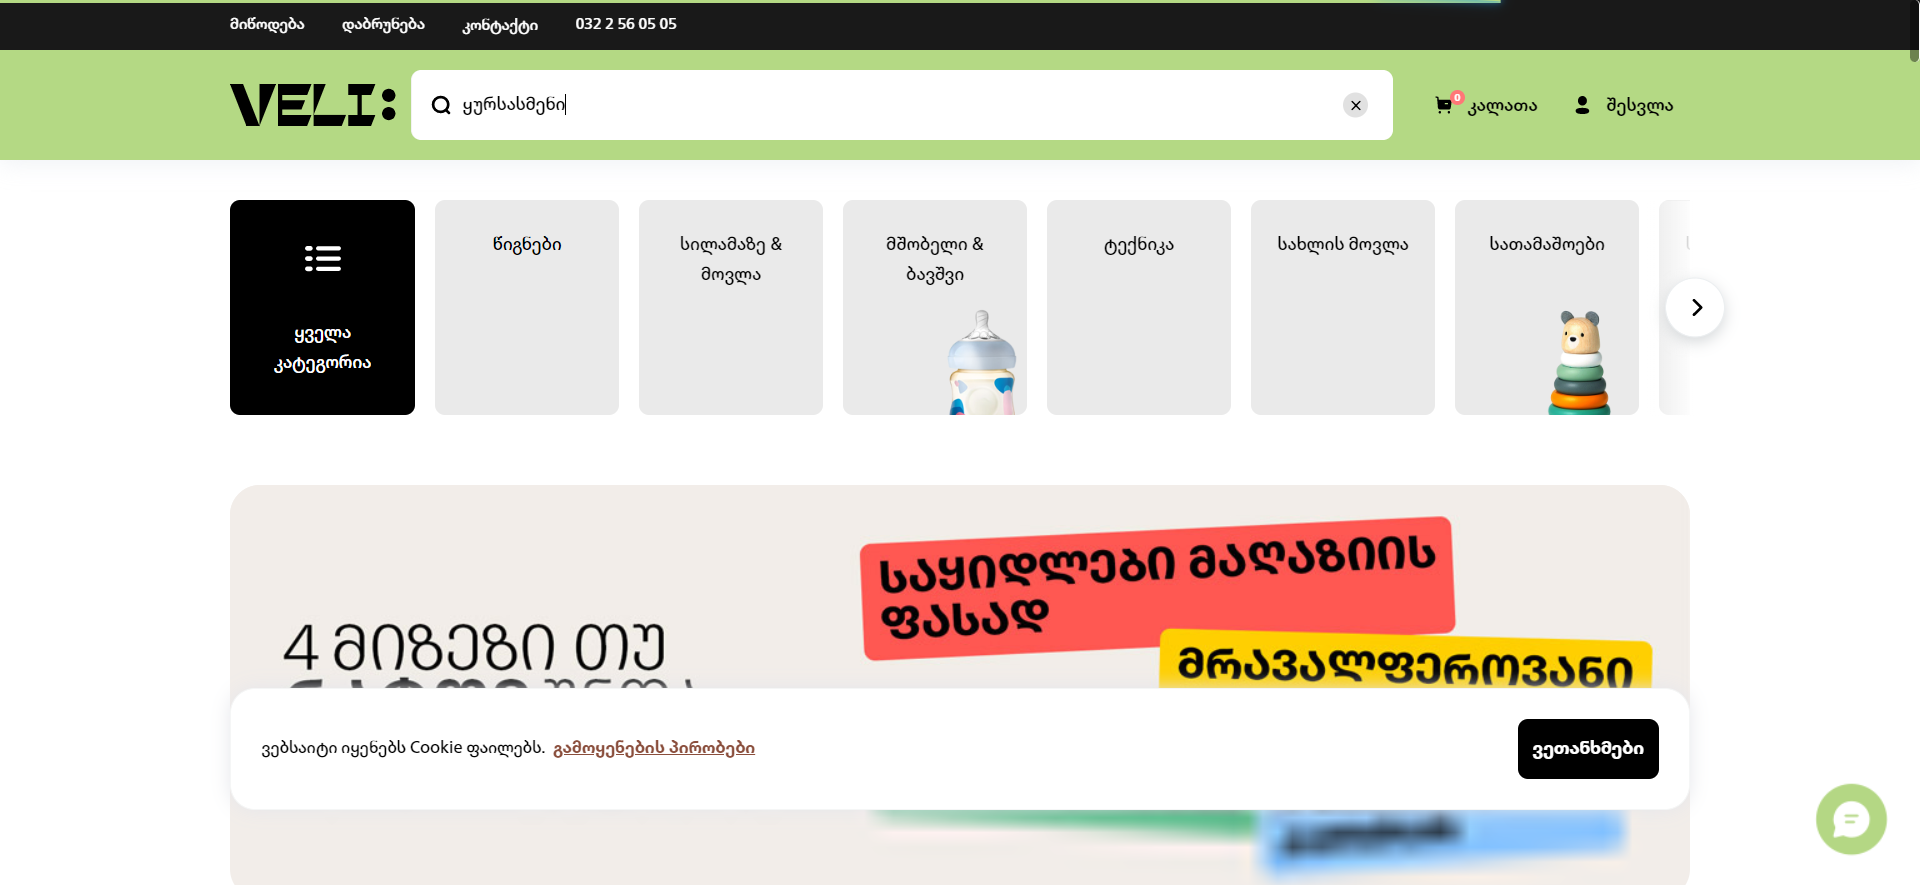 მიწოდება
დაბრუნება
კონტაქტი
032 2 56 05 05
VELI:
ყურსასმენი
0
კალათა
შესვლა
ყველა
კატეგორია
წიგნები
სილამაზე &
მოვლა
მშობელი &
ბავშვი
ტექნიკა
სახლის მოვლა
სათამაშოები
საყიდლები მაღაზიის
ფასად
4 მიზეზი თუ
მრავალფეროვანი
ვებსაიტი იყენებს Cookie ფაილებს. გამოყენების პირობები
ვეთანხმები